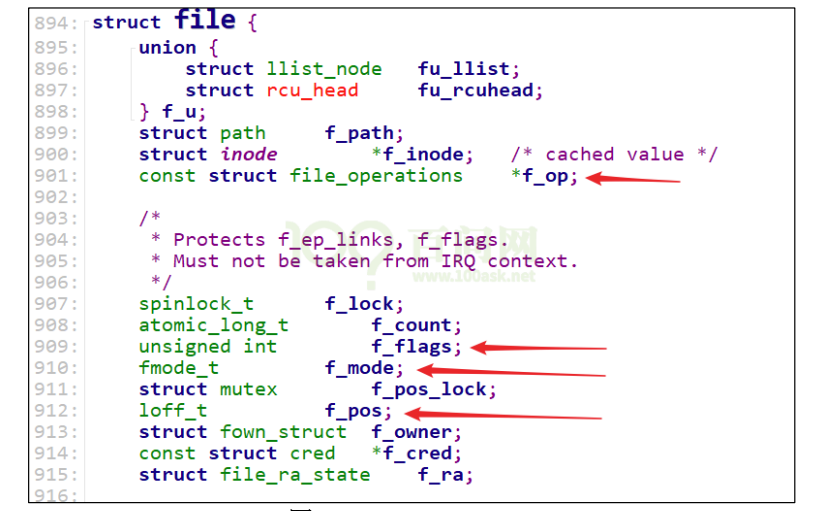 894: struct file {
895: union {
896: struct llist_node fu_llist;
897: struct rcu_head fu_rcuhead;
898: } f_u;
899: struct path f_path;
900: struct inode *f_inode; /* cached value */
901: const struct file_operations *f_op;
902:
903: /*
904: * Protects f_ep_links, f_flags.
905: * Must not be taken from IRQ context.
906: */
907: spinlock_t f_lock;
908: atomic_long_t f_count;
909: unsigned int f_flags;
910: fmode_t f_mode;
911: struct mutex f_pos_lock;
912: loff_t f_pos;
913: struct fown_struct f_owner;
914: const struct cred *f_cred;
915: struct file_ra_state f_ra;
916:
100? 百问网
www.100ask.net